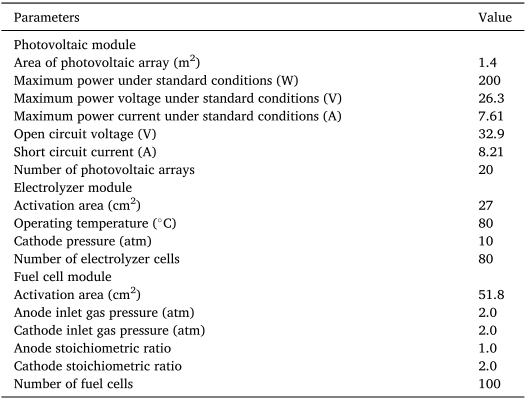 Parameters Value
Photovoltaic module
Area of photovoltaic array (m²) 1.4
Maximum power under standard conditions (W) 200
Maximum power voltage under standard conditions (V) 26.3
Maximum power current under standard conditions (A) 7.61
Open circuit voltage (V) 32.9
Short circuit current (A) 8.21
Number of photovoltaic arrays 20
Electrolyzer module
Activation area (cm²) 27
Operating temperature (°C) 80
Cathode pressure (atm) 10
Number of electrolyzer cells 80
Fuel cell module
Activation area (cm²) 51.8
Anode inlet gas pressure (atm) 2.0
Cathode inlet gas pressure (atm) 2.0
Anode stoichiometric ratio 1.0
Cathode stoichiometric ratio 2.0
Number of fuel cells 100